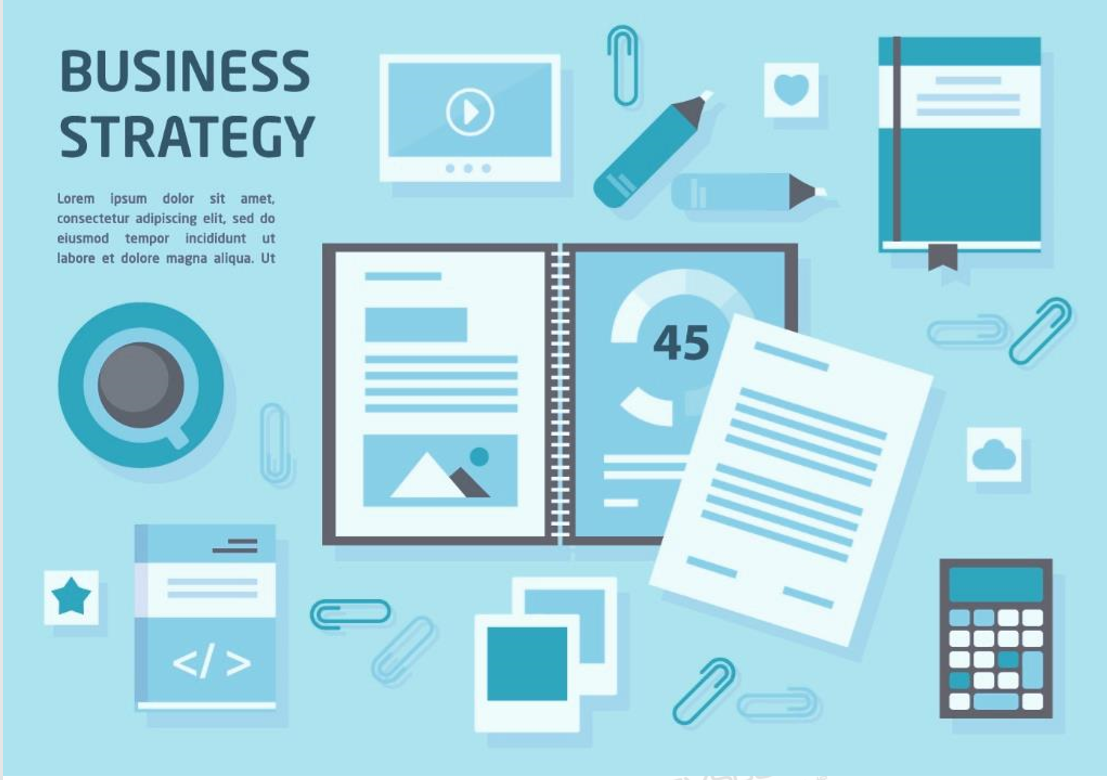 BUSINESS
STRATEGY
Lorem ipsum dolor sit amet,
consectetur adipiscing elit, sed do
eiusmod tempor incididunt ut
labore et dolore magna aliqua. Ut
45
</>